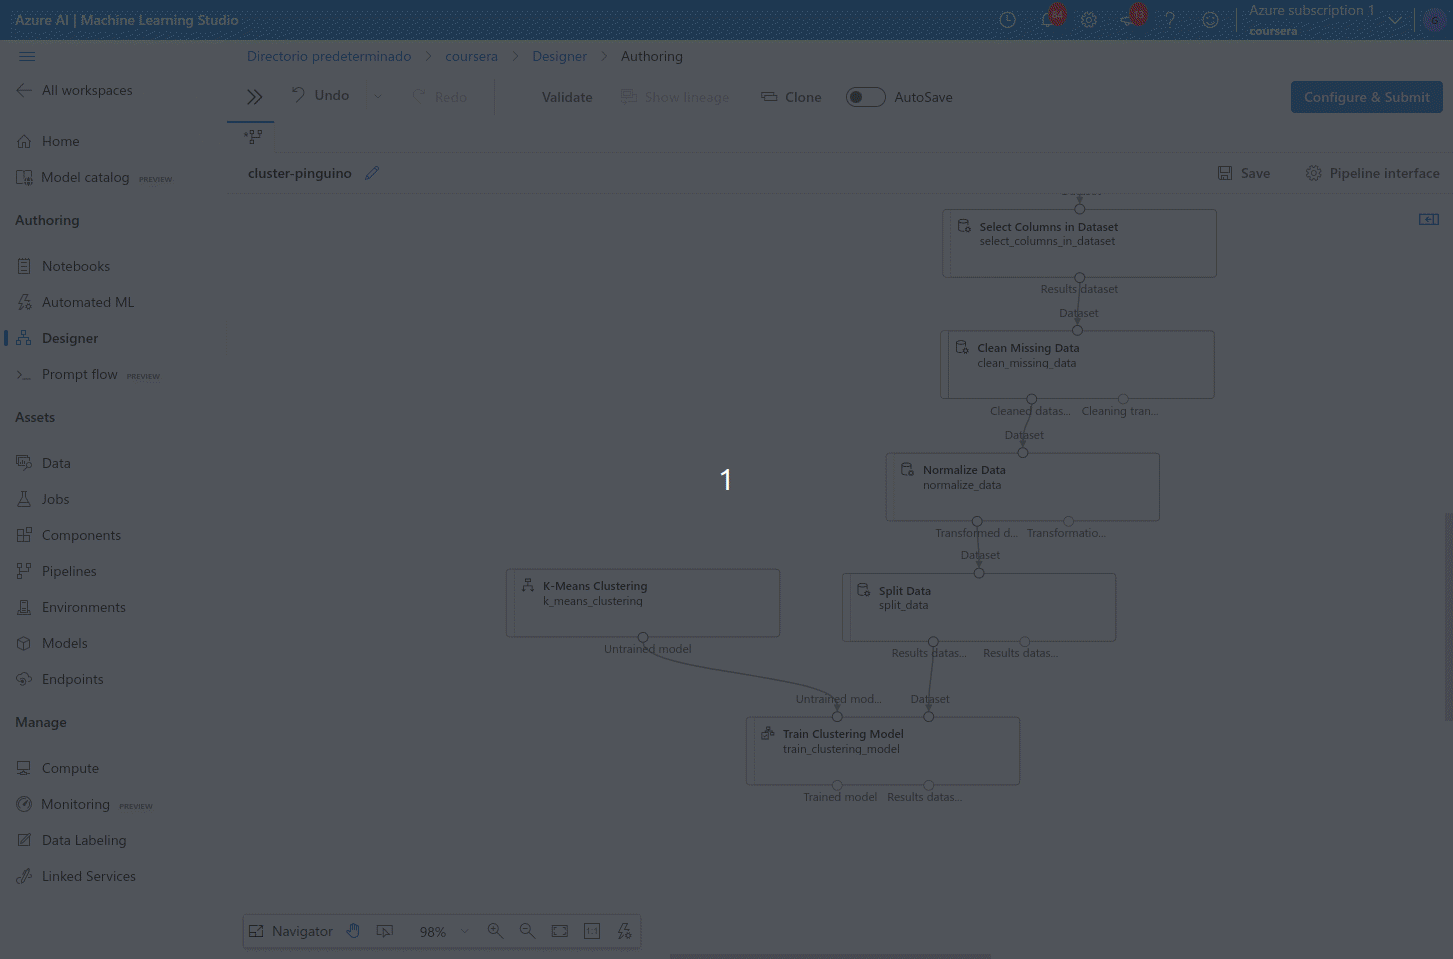 Azure AI | Machine Learning Studio
64
13
Azure subscription 1
coursera
G
Directorio predeterminado > coursera > Designer > Authoring
All workspaces
Undo
Redo
Validate
Show lineage
Clone
AutoSave
Configure & Submit
Home
Model catalog PREVIEW
cluster-pinguino
Save
Pipeline interface
Authoring
Notebooks
Automated ML
Designer
Prompt flow PREVIEW
Assets
Data
Jobs
Components
Pipelines
Environments
Models
Endpoints
Manage
Compute
Monitoring PREVIEW
Data Labeling
Linked Services
Dataset
Select Columns in Dataset
select_columns_in_dataset
Results dataset
Dataset
Clean Missing Data
clean_missing_data
Cleaned datas... Cleaning tran...
Dataset
1
Normalize Data
normalize_data
Transformed d... Transformatio...
Dataset
K-Means Clustering
k_means_clustering
Untrained model
Split Data
split_data
Results datas... Results datas...
Untrained mod... Dataset
Train Clustering Model
train_clustering_model
Trained model Results datas...
Navigator
98%
1:1